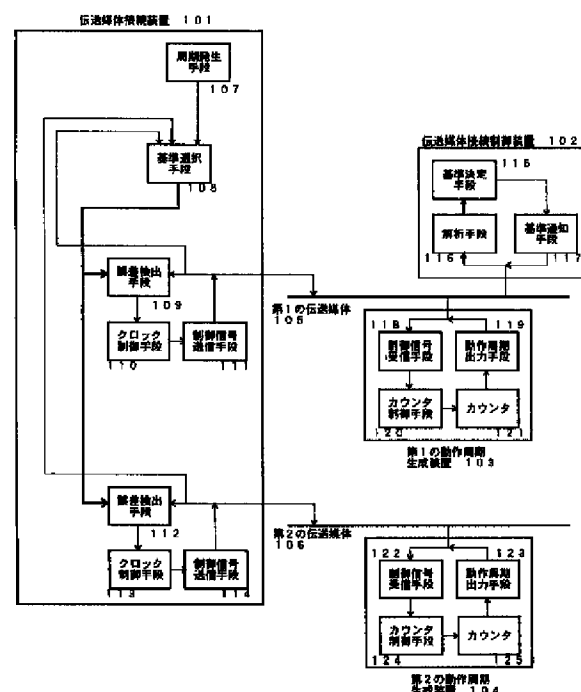 伝送媒体接続装置 101
周期発生
手段
107
基準選択
手段
108
誤差検出
手段
109
クロック
制御手段
110
制御信号
送信手段
111
誤差検出
手段
112
クロック
制御手段
113
制御信号
送信手段
114
伝送媒体接続制御装置 102
115
基準決定
手段
解析手段
116
基準通知
手段
117
第1の伝送媒体
105
118
制御信号
受信手段
119
動作周期
出力手段
カウンタ
制御手段
120
カウンタ
121
第1の動作周期
生成装置 103
第2の伝送媒体
106
122
制御信号
受信手段
123
動作周期
出力手段
カウンタ
制御手段
124
カウンタ
125
第2の動作周期
生成装置 104